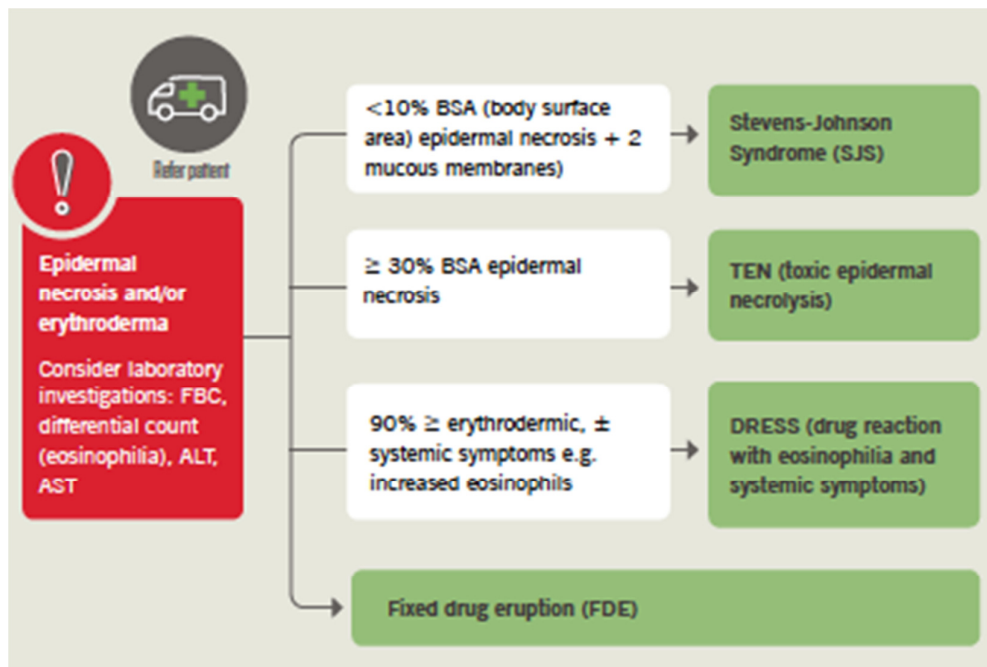 Refer patient
Epidermal
necrosis and/or
erythroderma
Consider laboratory
investigations: FBC,
differential count
(eosinophilia), ALT,
AST
<10% BSA (body surface
area) epidermal necrosis + 2
mucous membranes)
Stevens-Johnson
Syndrome (SJS)
≥ 30% BSA epidermal
necrosis
TEN (toxic epidermal
necrolysis)
90% ≥ erythrodermic, ±
systemic symptoms e.g.
increased eosinophils
DRESS (drug reaction
with eosinophilia and
systemic symptoms)
Fixed drug eruption (FDE)